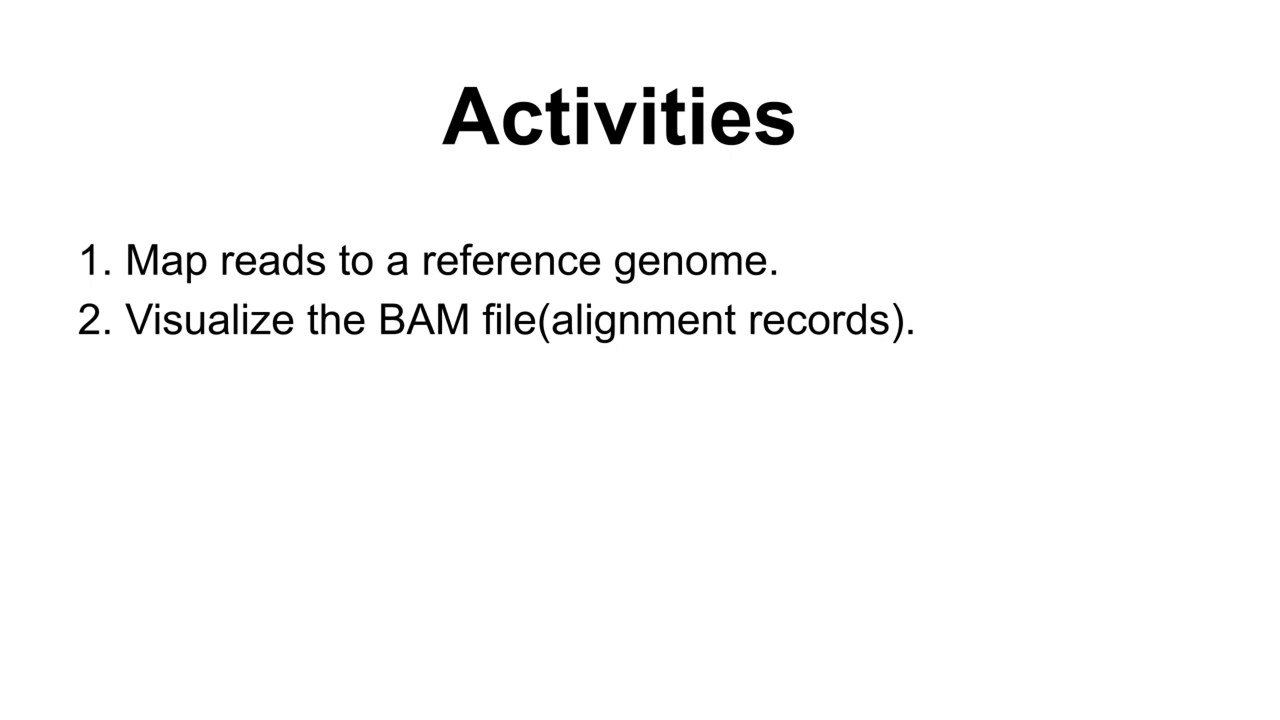 Activities
1. Map reads to a reference genome.
2. Visualize the BAM file(alignment records).